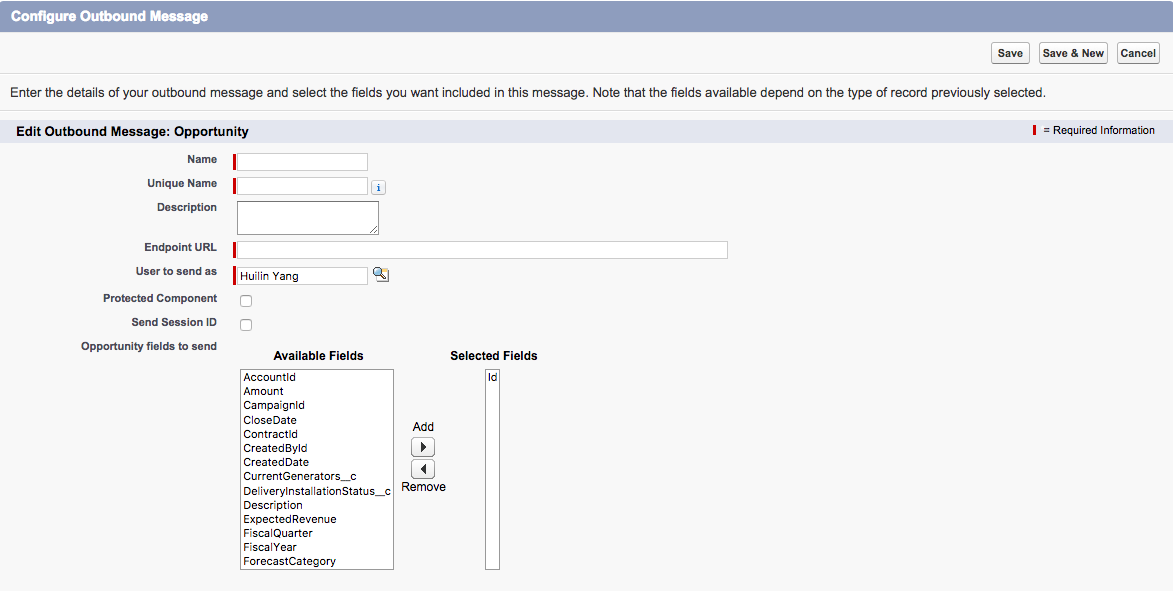 Configure Outbound Message
Save Save & New Cancel
Enter the details of your outbound message and select the fields you want included in this message. Note that the fields available depend on the type of record previously selected.
Edit Outbound Message: Opportunity
= Required Information
Name
Unique Name
i
Description
Endpoint URL
User to send as
Huilin Yang
Protected Component
Send Session ID
Opportunity fields to send
Available Fields
AccountId
Amount
CampaignId
CloseDate
ContractId
CreatedById
CreatedDate
CurrentGenerators__c
DeliveryInstallationStatus__c
Description
ExpectedRevenue
FiscalQuarter
FiscalYear
ForecastCategory
Add
Remove
Selected Fields
Id